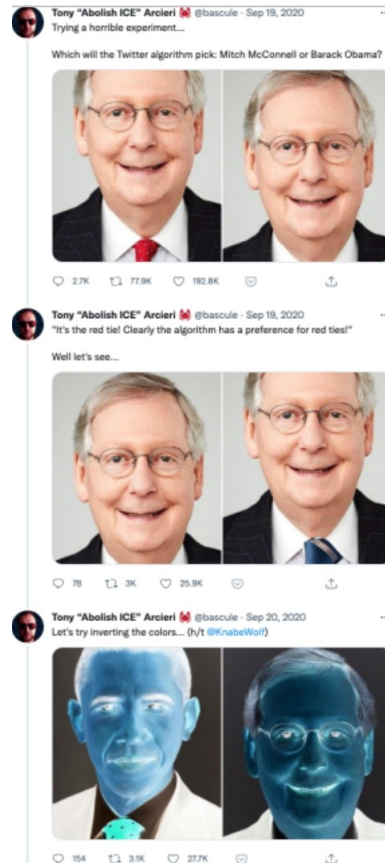 Tony "Abolish ICE" Arcieri 🦀 @bascule · Sep 19, 2020
Trying a horrible experiment...
Which will the Twitter algorithm pick: Mitch McConnell or Barack Obama?
2.7K 77.9K 192.8K
Tony "Abolish ICE" Arcieri 🦀 @bascule · Sep 19, 2020
"It's the red tie! Clearly the algorithm has a preference for red ties!"
Well let's see...
78 3K 25.9K
Tony "Abolish ICE" Arcieri 🦀 @bascule · Sep 20, 2020
Let's try inverting the colors... (h/t @KnabeWolf)
164 3.1K 27.7K